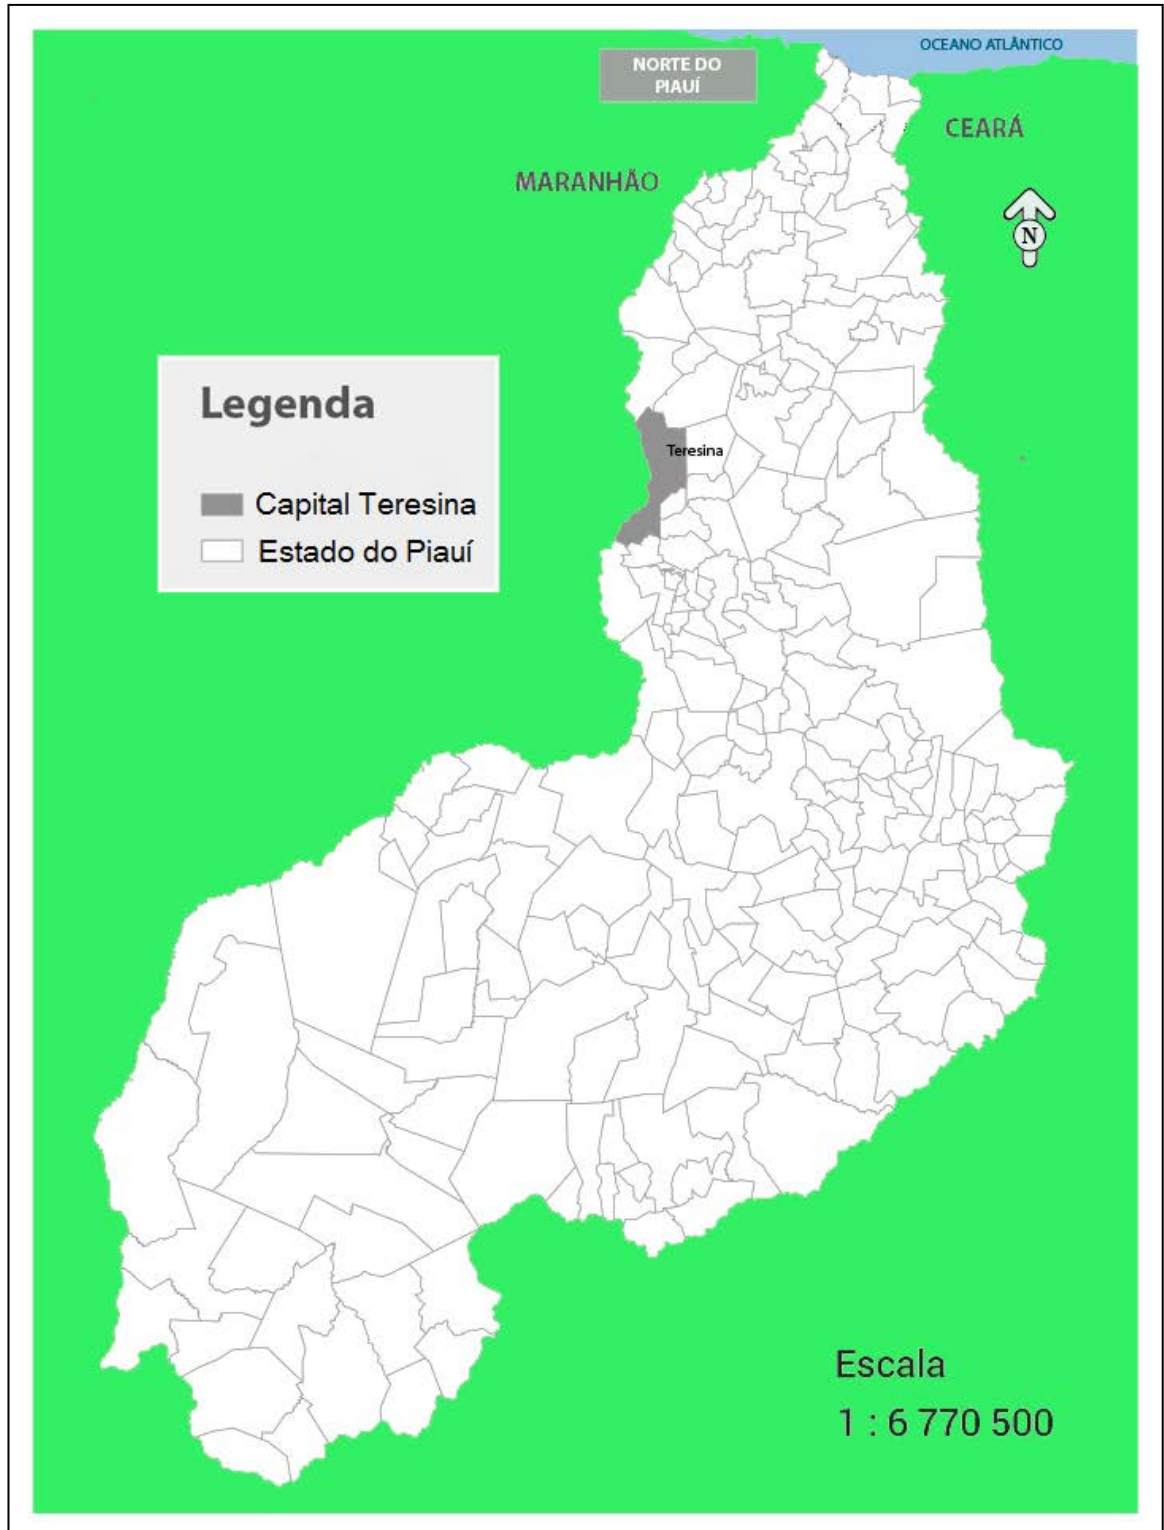 OCEANO ATLÂNTICO
NORTE DO
PIAUÍ
CEARÁ
MARANHÃO
N
Legenda
Teresina
Capital Teresina
Estado do Piauí
Escala
1 : 6 770 500